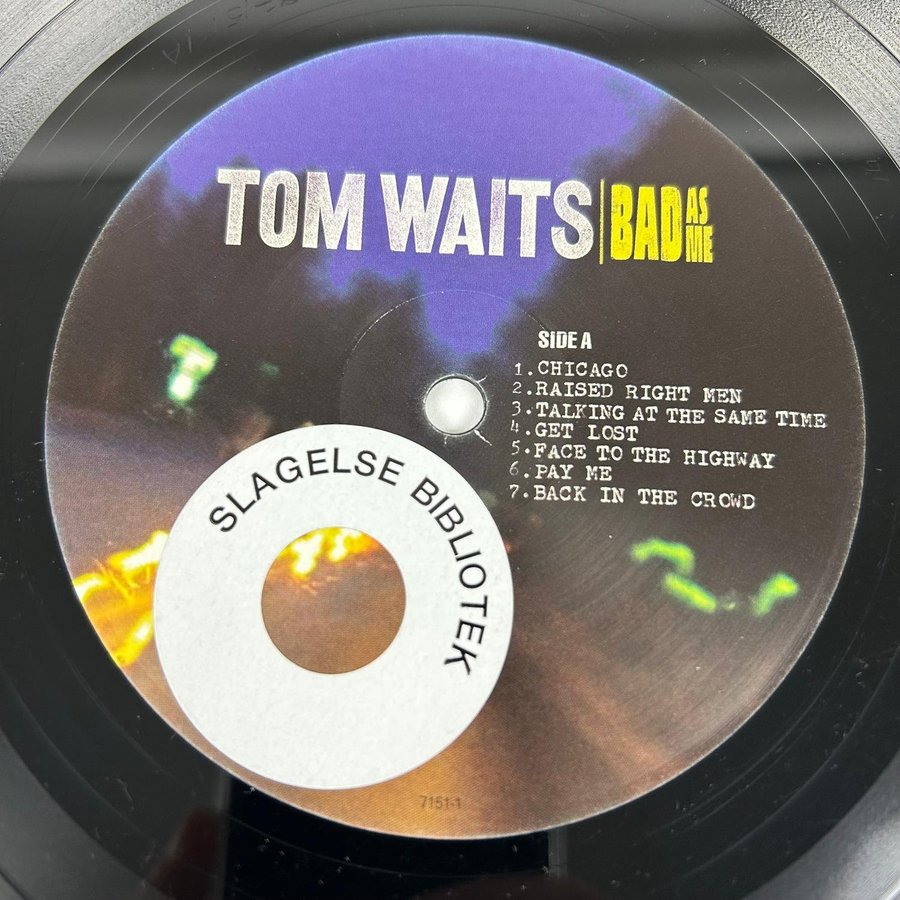 TOM WAITS BAD AS ME
SIDE A
1. CHICAGO
2. RAISED RIGHT MEN
3. TALKING AT THE SAME TIME
4. GET LOST
5. FACE TO THE HIGHWAY
6. PAY ME
7. BACK IN THE CROWD
SLAGELSE BIBLIOTEK
7151-1